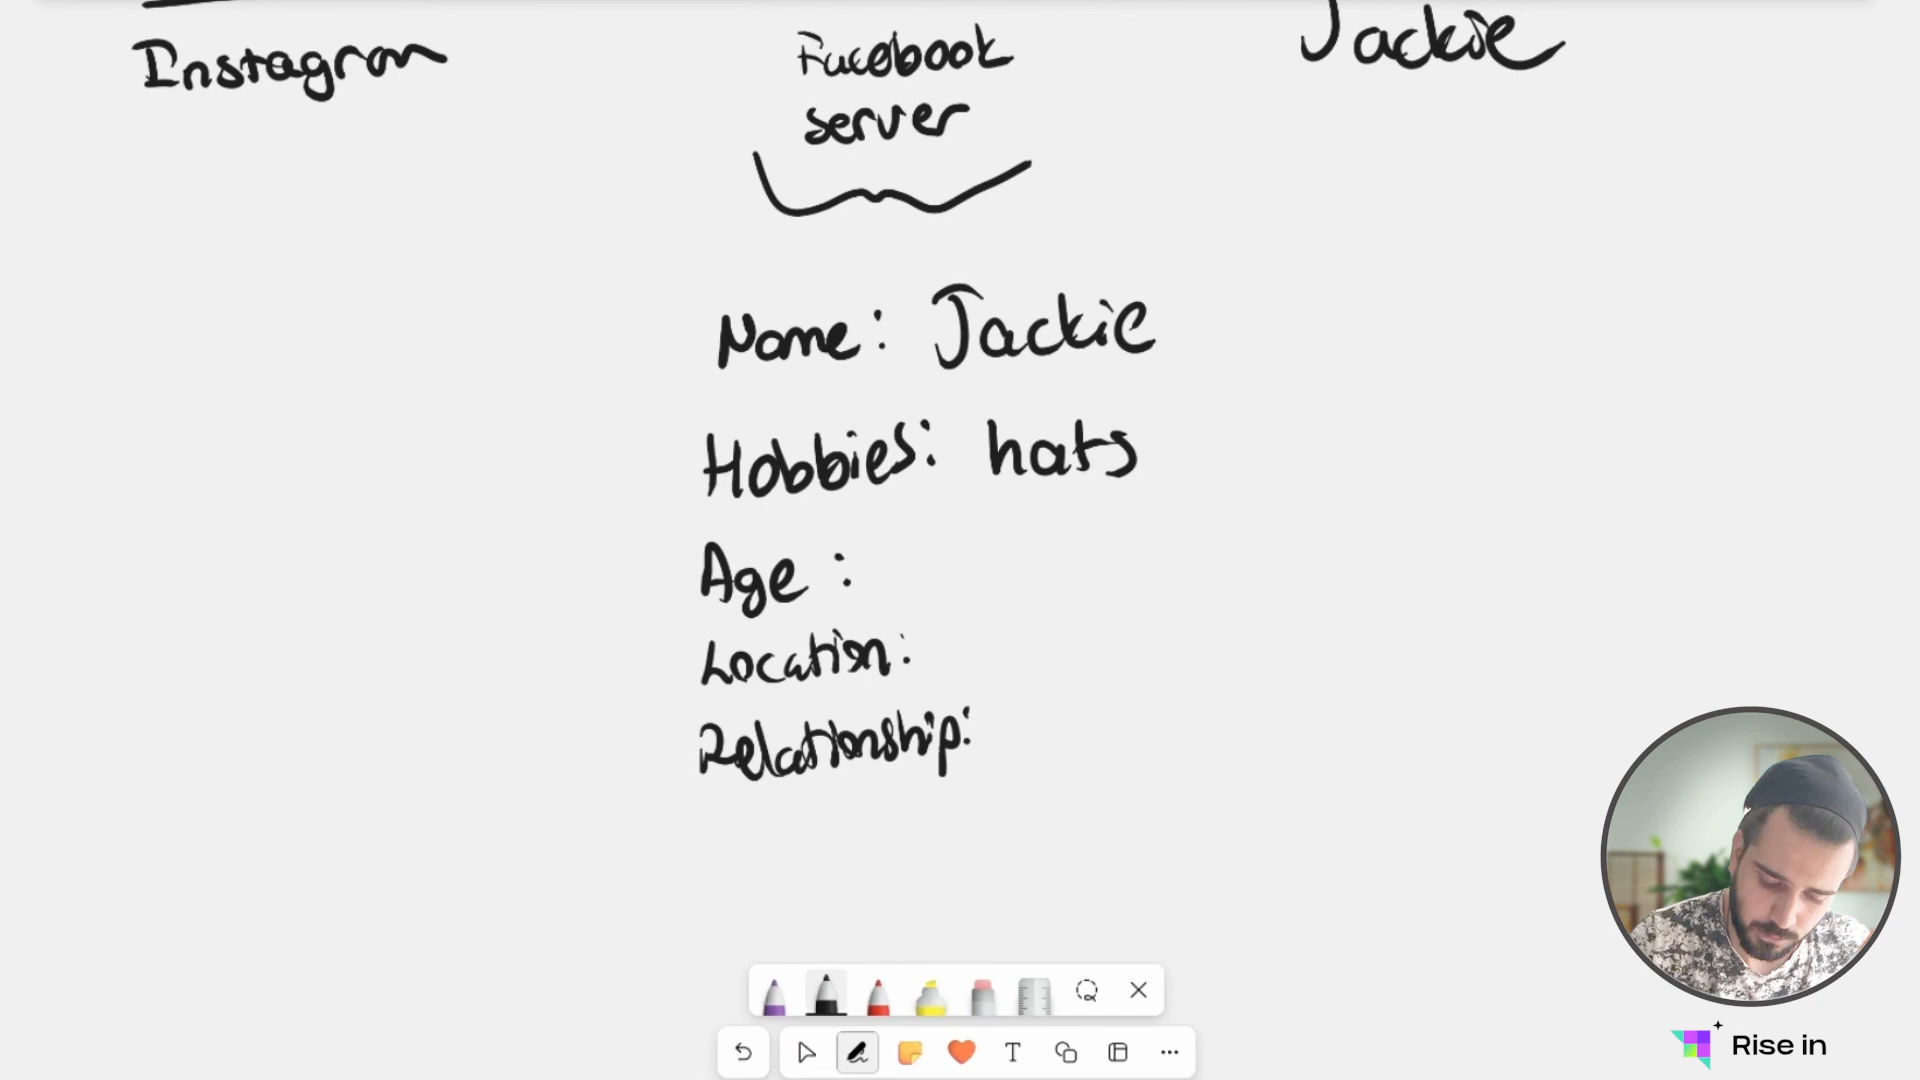 Instagram
Facebook
server
Jackie
Name: Jackie
Hobbies: hats
Age :
Location:
Relationship:
T
Rise in